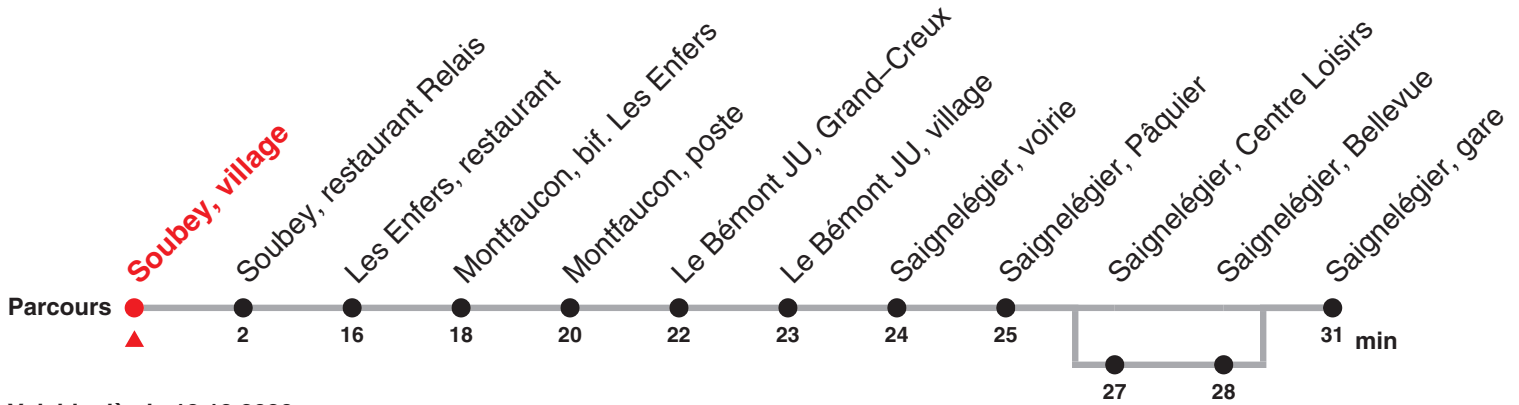 Soubey, village
Soubey, restaurant Relais
Les Enfers, restaurant
Montfaucon, bif. Les Enfers
Montfaucon, poste
Le Bémont JU, Grand–Creux
Le Bémont JU, village
Saignelégier, voirie
Saignelégier, Pâquier
Saignelégier, Centre Loisirs
Saignelégier, Bellevue
Saignelégier, gare
Parcours
2 16 18 20 22 23 24 25 31 min
27 28